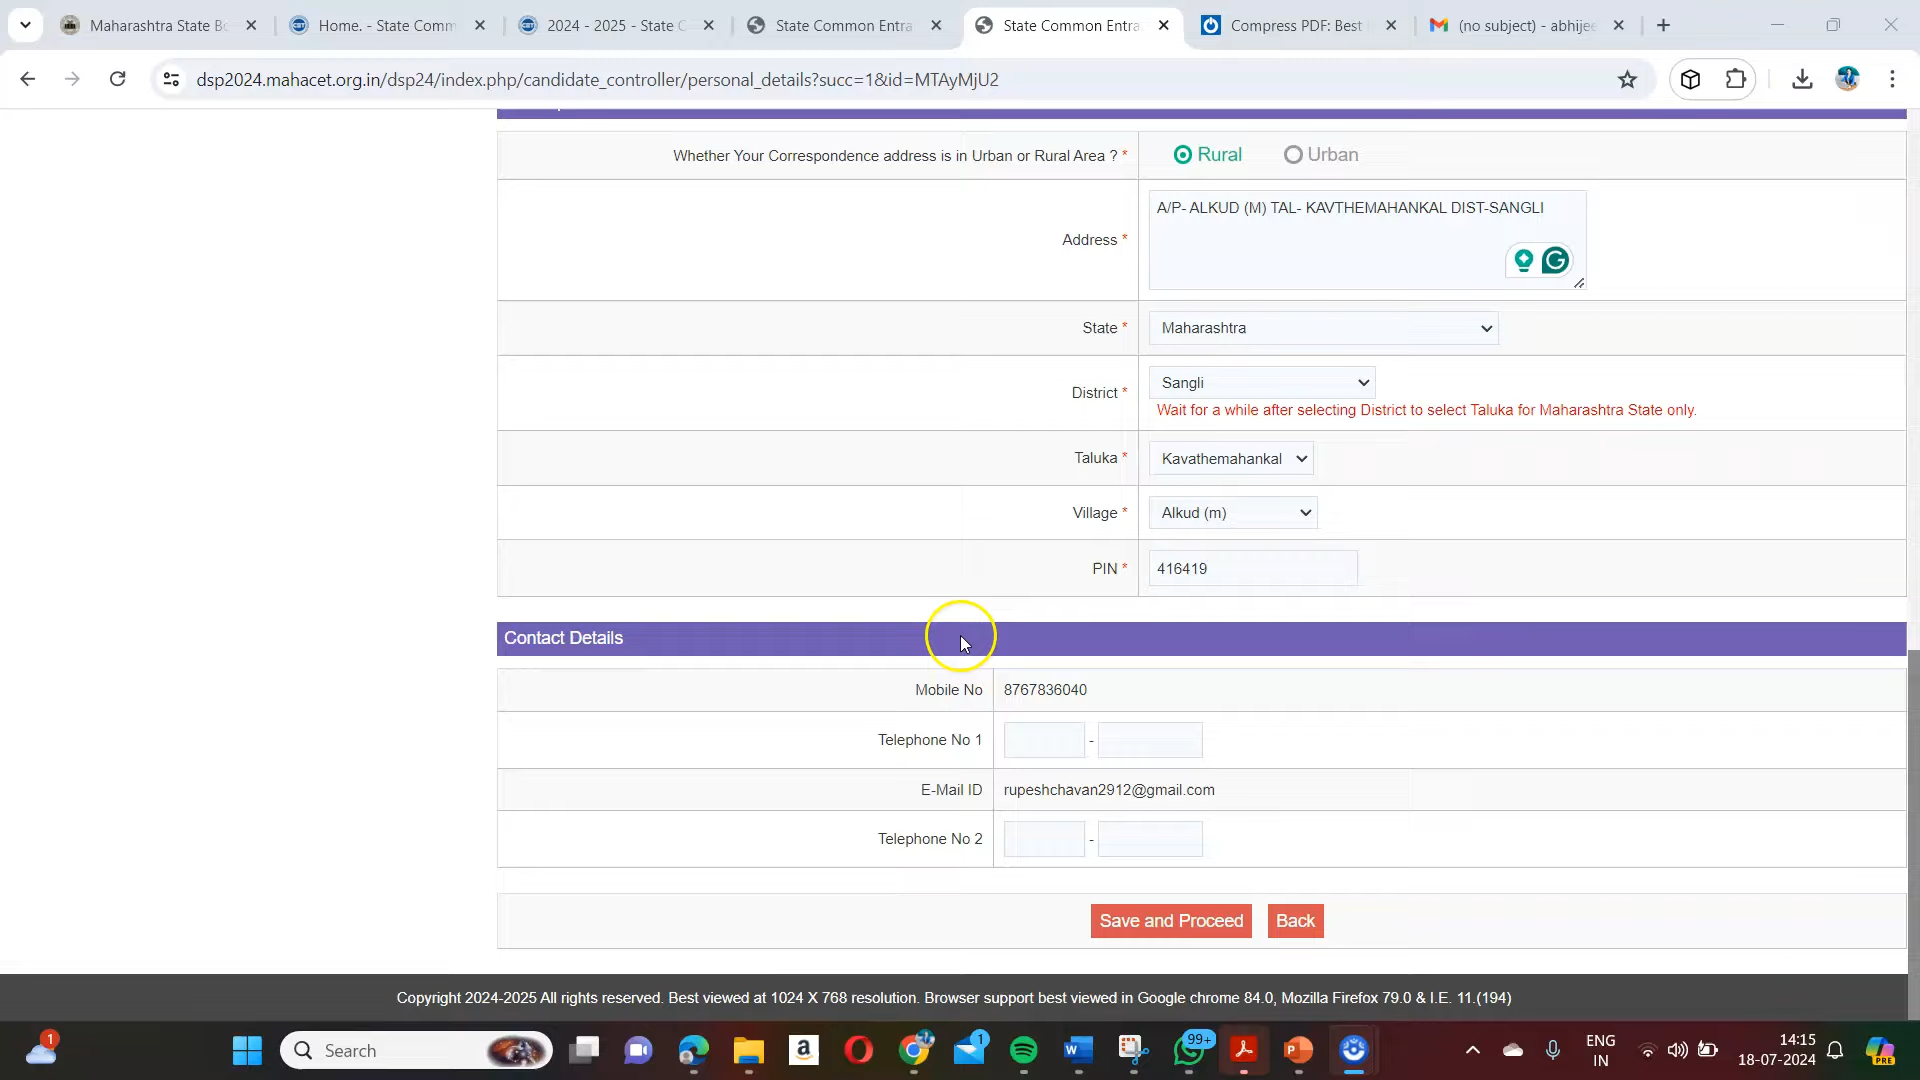 Maharashtra State Bo
Home. - State Comm
2024 - 2025 - State C
State Common Entra
State Common Entra
Compress PDF: Best
(no subject) - abhijee
dsp2024.mahacet.org.in/dsp24/index.php/candidate_controller/personal_details?succ=1&id=MTAyMjU2
Whether Your Correspondence address is in Urban or Rural Area ? *
Rural
Urban
Address *
A/P- ALKUD (M) TAL- KAVTHEMAHANKAL DIST-SANGLI
State *
Maharashtra
District *
Sangli
Wait for a while after selecting District to select Taluka for Maharashtra State only.
Taluka *
Kavathemahankal
Village *
Alkud (m)
PIN *
416419
Contact Details
Mobile No
8767836040
Telephone No 1
-
E-Mail ID
rupeshchavan2912@gmail.com
Telephone No 2
-
Save and Proceed
Back
Copyright 2024-2025 All rights reserved. Best viewed at 1024 X 768 resolution. Browser support best viewed in Google chrome 84.0, Mozilla Firefox 79.0 & I.E. 11.(194)
1
Search
1
99+
ENG
IN
14:15
18-07-2024
PRE